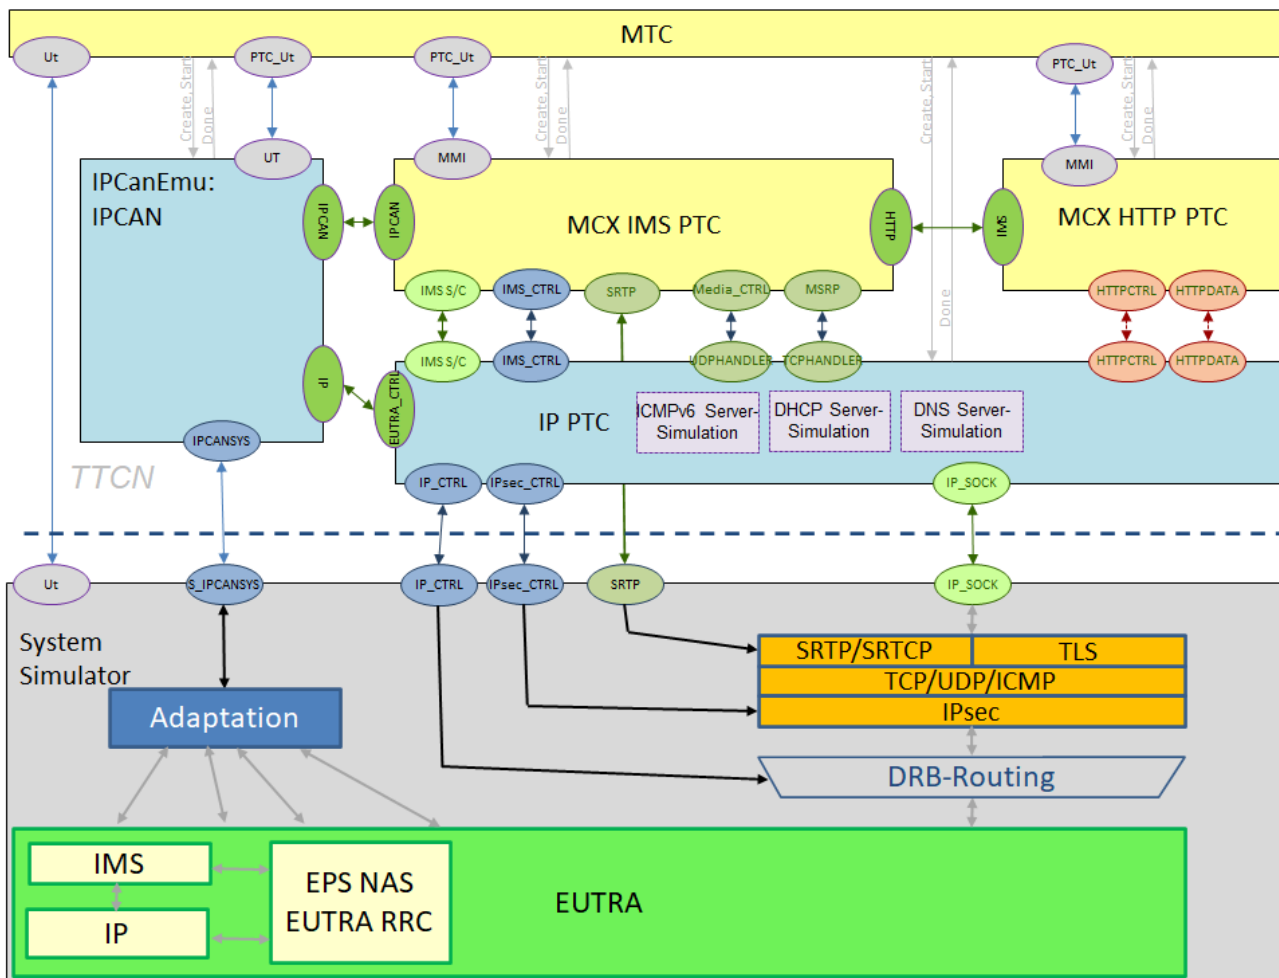 MTC
Ut
PTC_Ut
PTC_Ut
PTC_Ut
Create,Start
Done
Create,Start
Done
Create,Start
Done
Create,Start
Done
UT
MMI
MMI
IPCanEmu:
IPCAN
IPCAN
IPCAN
MCX IMS PTC
HTTP
SMI
MCX HTTP PTC
IMS S/C
IMS_CTRL
SRTP
Media_CTRL
MSRP
HTTPCTRL
HTTPDATA
IMS S/C
IMS_CTRL
UDPHANDLER
TCPHANDLER
HTTPCTRL
HTTPDATA
IP
EUTRA_CTRL
IP PTC
ICMPv6 Server-
Simulation
DHCP Server-
Simulation
DNS Server-
Simulation
IPCANSYS
TTCN
IP_CTRL
IPsec_CTRL
IP_SOCK
Ut
S_IPCANSYS
IP_CTRL
IPsec_CTRL
SRTP
IP_SOCK
System
Simulator
SRTP/SRTCP
TLS
TCP/UDP/ICMP
IPsec
Adaptation
DRB-Routing
IMS
IP
EPS NAS
EUTRA RRC
EUTRA